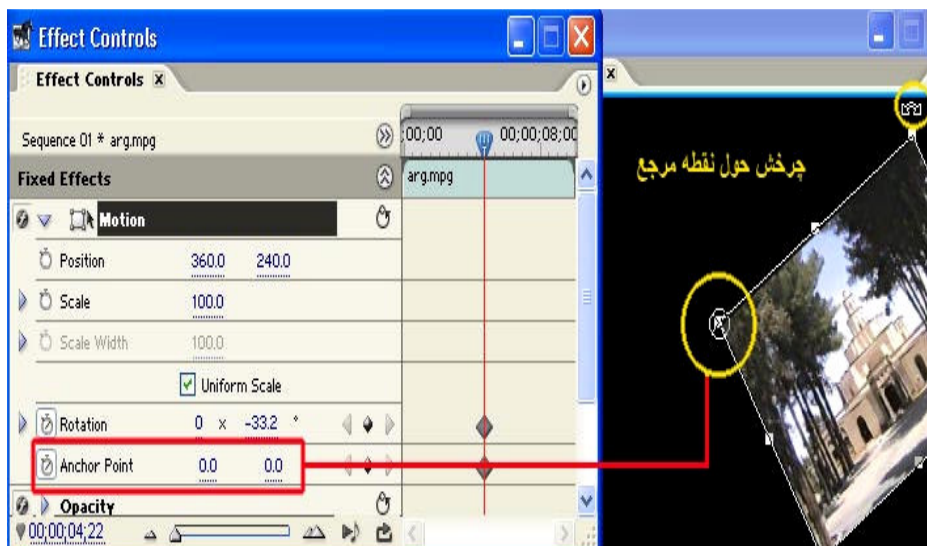 Effect Controls
Effect Controls x
Sequence 01 * arg.mpg
;00;00 00;00;08;00
Fixed Effects
arg.mpg
Motion
Position 360.0 240.0
Scale 100.0
Scale Width 100.0
Uniform Scale
Rotation 0 x -33.2 °
Anchor Point 0.0 0.0
Opacity
00;00;04;22
چرخش حول نقطه مرجع